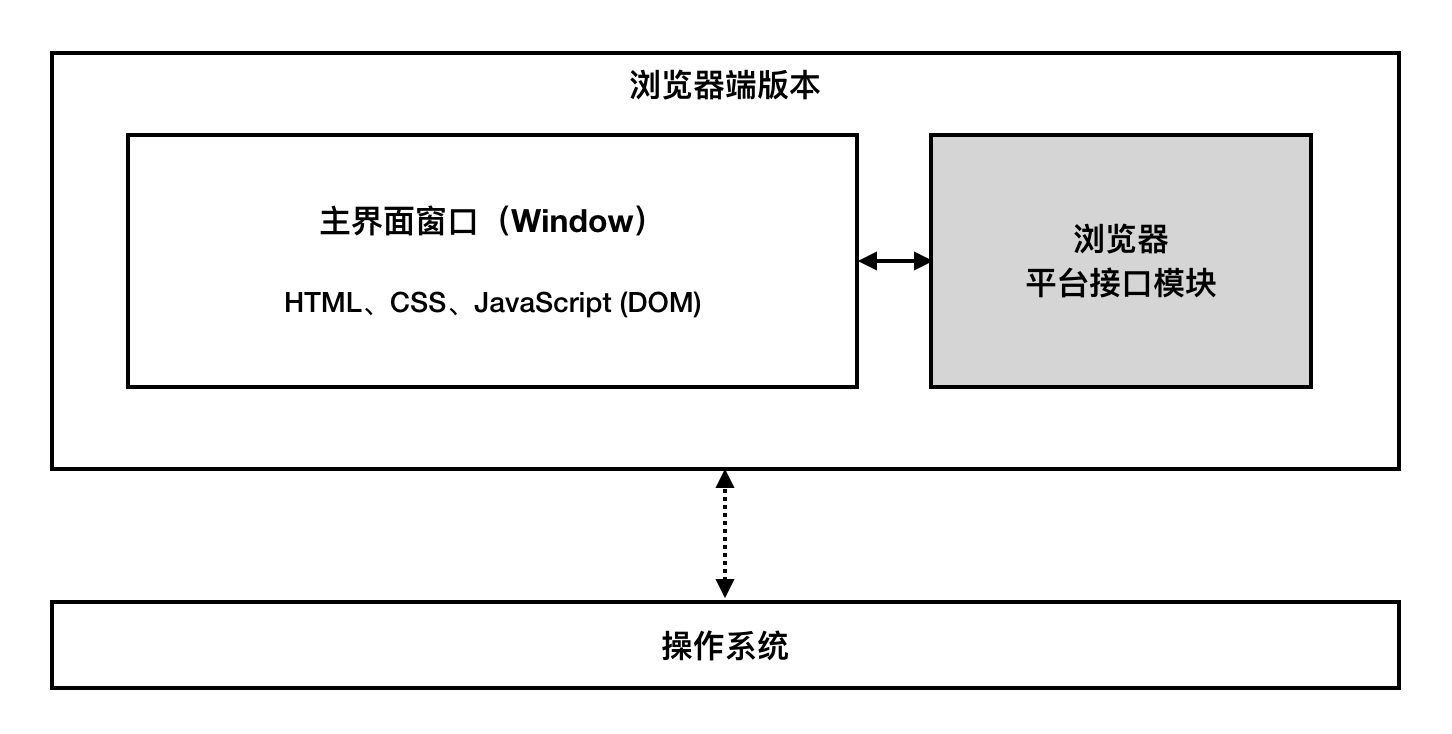 浏览器端版本
主界面窗口（Window）
HTML、CSS、JavaScript (DOM)
浏览器
平台接口模块
操作系统